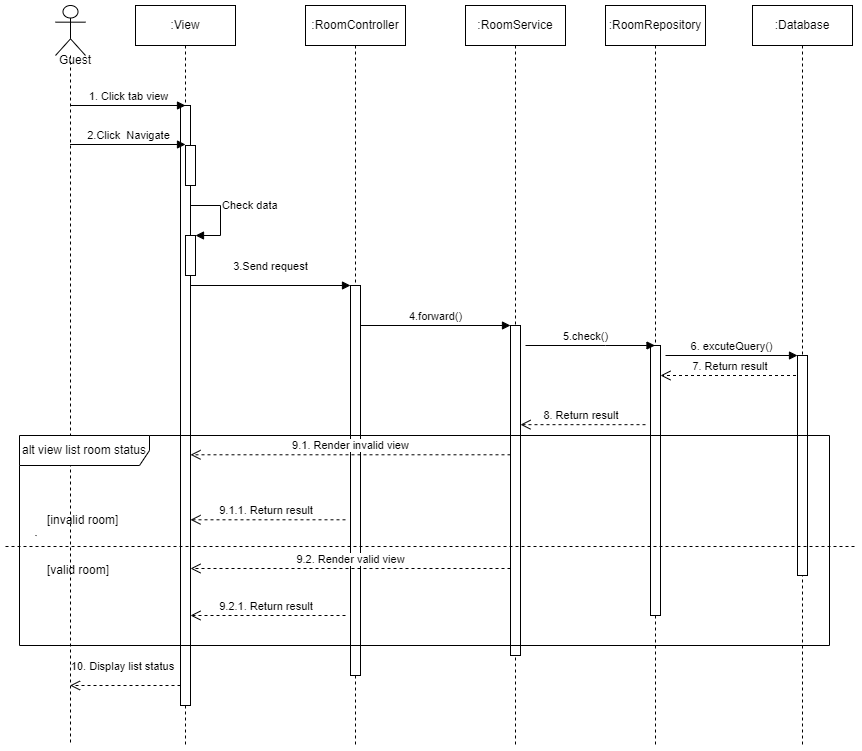 :View
:RoomController
:RoomService
:RoomRepository
:Database
Guest
1. Click tab view
2.Click  Navigate
Check data
3.Send request
4.forward()
5.check()
6. excuteQuery()
7. Return result
8. Return result
alt view list room status
9.1. Render invalid view
9.1.1. Return result
[invalid room]
9.2. Render valid view
[valid room]
9.2.1. Return result
10. Display list status